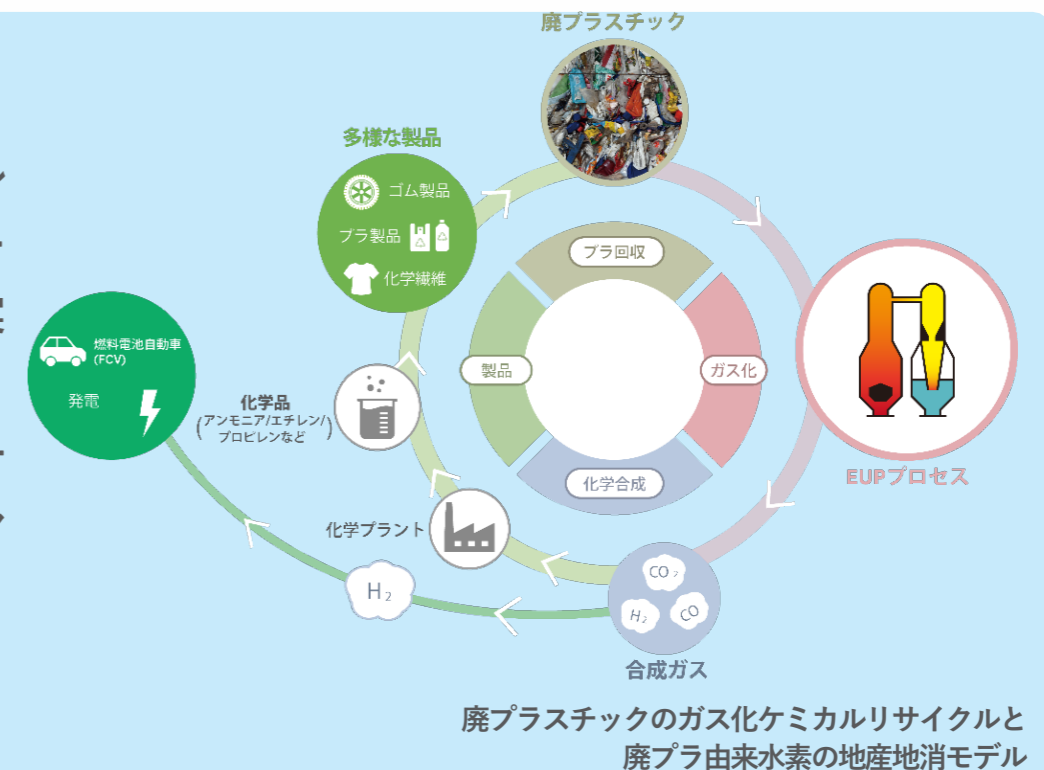 廃プラスチック
多様な製品
ゴム製品
プラ製品
化学繊維
プラ回収
燃料電池自動車
(FCV)
発電
製品
ガス化
化学品
(アンモニア/エチレン/
プロピレンなど)
化学合成
EUPプロセス
化学プラント
CO2
H2
H2
CO
合成ガス
廃プラスチックのガス化ケミカルリサイクルと
廃プラ由来水素の地産地消モデル